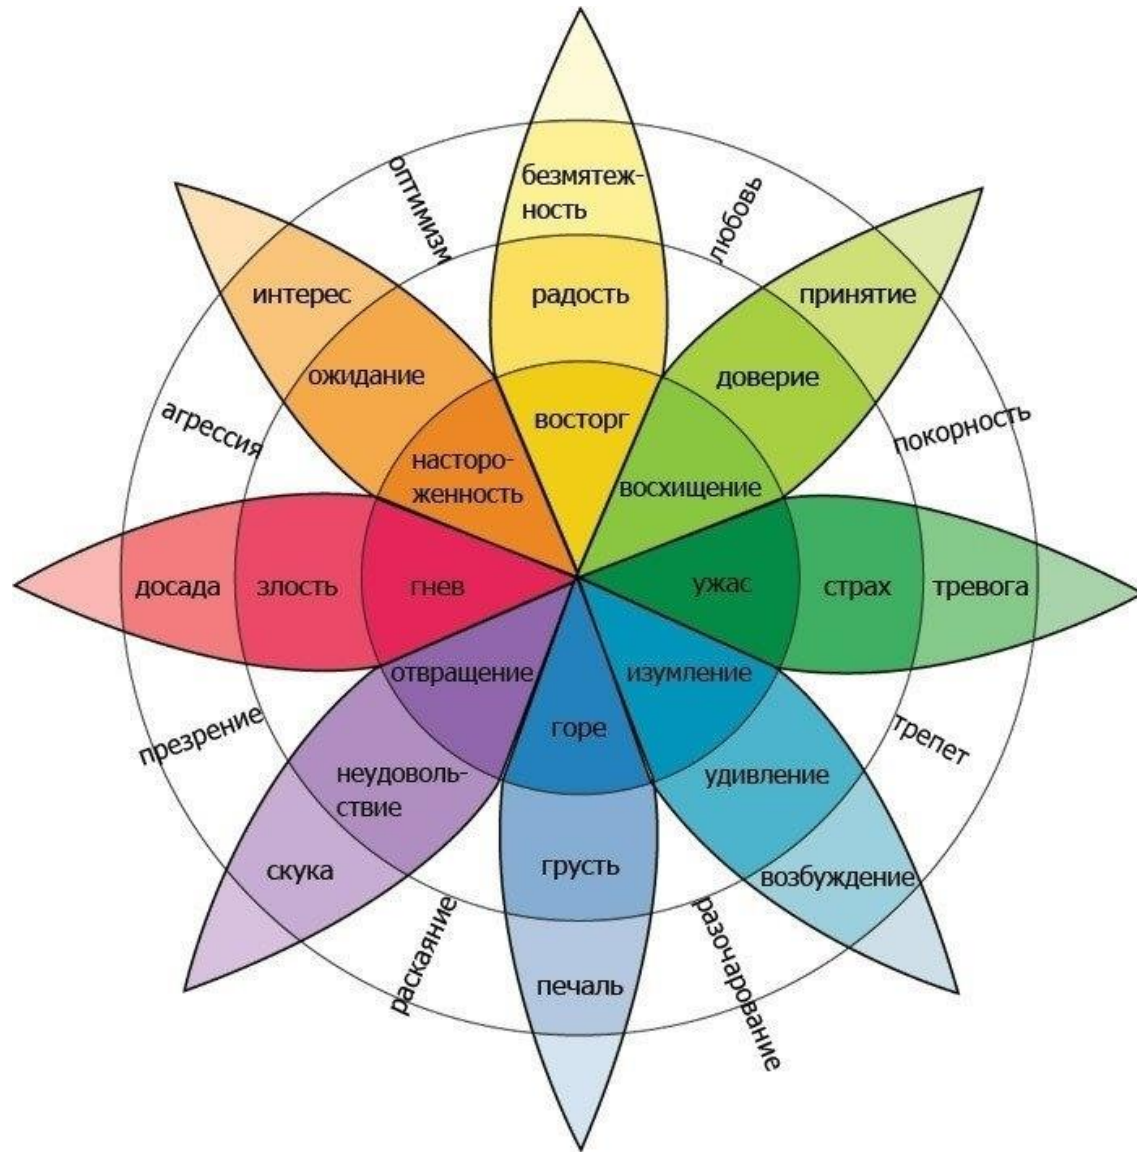 безмятеж-
ность
оптимизм
любовь
интерес
радость
принятие
ожидание
доверие
восторг
агрессия
покорность
насторо-
женность
восхищение
досада
злость
гнев
ужас
страх
тревога
отвращение
изумление
презрение
горе
трепет
неудоволь-
ствие
удивление
скука
грусть
возбуждение
раскаяние
разочарование
печаль